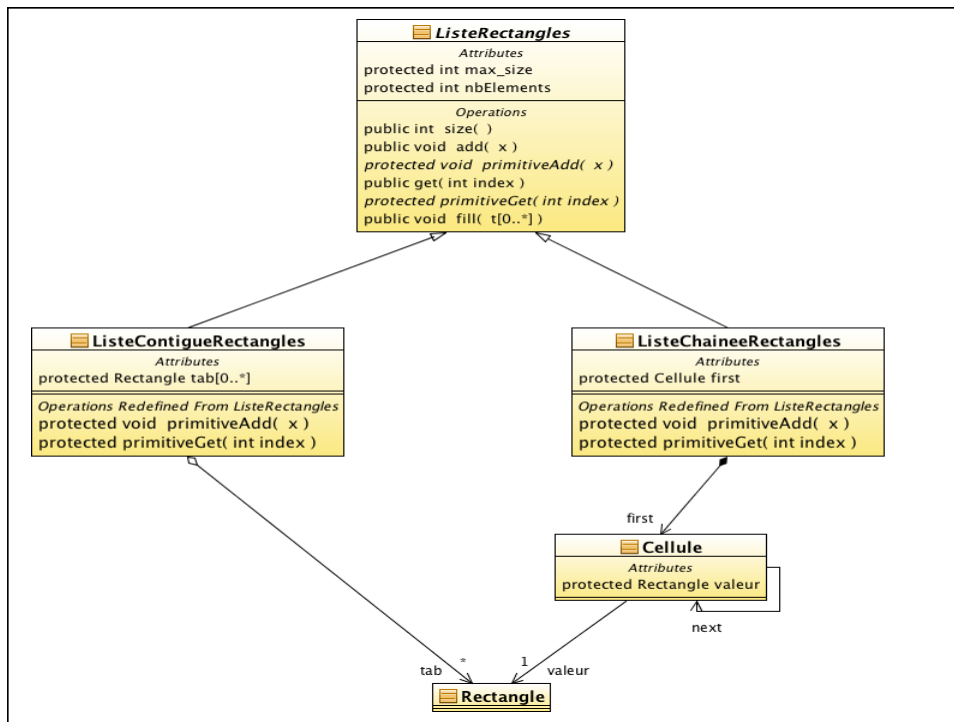 ListeRectangles
Attributes
protected int max_size
protected int nbElements
Operations
public int size( )
public void add( x )
protected void primitiveAdd( x )
public get( int index )
protected primitiveGet( int index )
public void fill( t[0..*] )
ListeContigueRectangles
Attributes
protected Rectangle tab[0..*]
Operations Redefined From ListeRectangles
protected void primitiveAdd( x )
protected primitiveGet( int index )
ListeChaineeRectangles
Attributes
protected Cellule first
Operations Redefined From ListeRectangles
protected void primitiveAdd( x )
protected primitiveGet( int index )
first
Cellule
Attributes
protected Rectangle valeur
next
tab
*
1
valeur
Rectangle